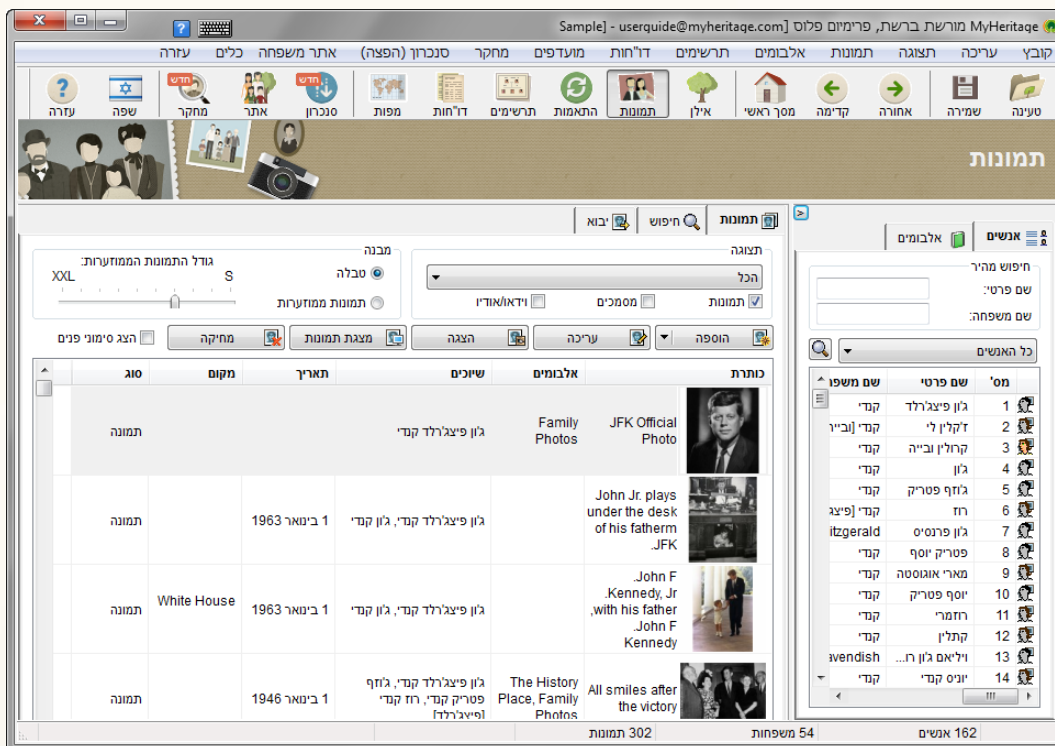 MyHeritage מורשת ברשת, פרימיום פלוס [Sample - userguide@myheritage.com]
קובץ עריכה תצוגה תמונות אלבומים תרשימים דו"חות מועדפים מחקר סנכרון (הפצה) אתר משפחה כלים עזרה
טעינה שמירה אחורה קדימה מסך ראשי אילן תמונות התאמות תרשימים דו"חות מפות סנכרון אתר מחקר שפה עזרה
חדש חדש
תמונות
אנשים אלבומים
חיפוש מהיר
שם פרטי:
שם משפחה:
כל האנשים
מס' שם פרטי שם משפו
1 ג'ון פיצג'רלד קנדי
2 ז'קלין לי קנדי [ובייר
3 קרולין ובייה קנדי
4 ג'ון קנדי
5 ג'וזף פטריק קנדי
6 רוז קנדי [פיצג
7 ג'ון פרנסיס itzgerald
8 פטריק יוסף קנדי
9 מארי אוגוסטה קנדי
10 יוסף פטריק קנדי
11 רוזמרי קנדי
12 קתלין קנדי
13 ויליאם ג'ון רו... avendish
14 יוניס קנדי קנדי
תמונות חיפוש יבוא
תצוגה
הכל
תמונות מסמכים וידאו/אודיו
מבנה
טבלה
תמונות ממוזערות
גודל התמונות הממוזערות:
S XXL
הוספה עריכה הצגה מצגת תמונות מחיקה הצג סימוני פנים
כותרת אלבומים שיוכים תאריך מקום סוג
JFK Official
Photo
Family
Photos
ג'ון פיצג'רלד קנדי
תמונה
John Jr. plays
under the desk
of his fatherm
.JFK
ג'ון פיצג'רלד קנדי, ג'ון קנדי
1 בינואר 1963
תמונה
.John F
.Kennedy, Jr
,with his father
.John F
Kennedy
ג'ון פיצג'רלד קנדי, ג'ון קנדי
1 בינואר 1963
White House
תמונה
All smiles after
the victory
The History
Place, Family
Photos
ג'ון פיצג'רלד קנדי, ג'וזף
פטריק קנדי, רוז קנדי
[פיצג'רלד]
1 בינואר 1946
תמונה
162 אנשים 54 משפחות 302 תמונות